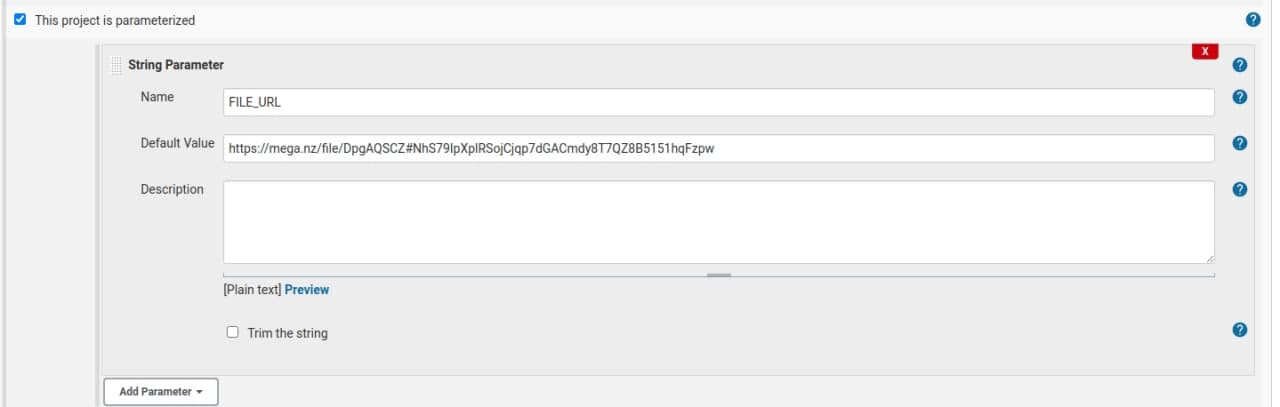 This project is parameterized
String Parameter
X
Name
FILE_URL
Default Value
https://mega.nz/file/DpgAQSCZ#NhS79IpXpIRSojCjqp7dGACmdy8T7QZ8B5151hqFzpw
Description
[Plain text] Preview
Trim the string
Add Parameter